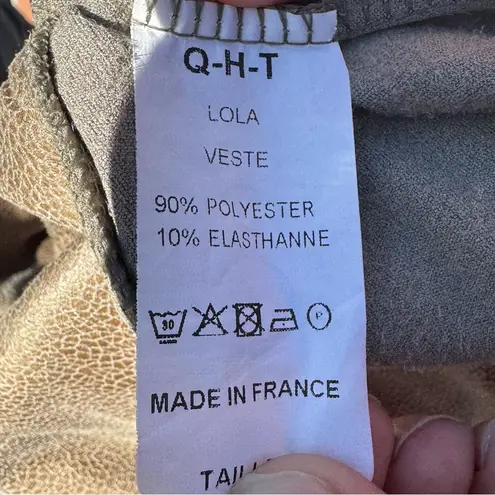 Q-H-T
LOLA
VESTE
90% POLYESTER
10% ELASTHANNE
30 P
MADE IN FRANCE